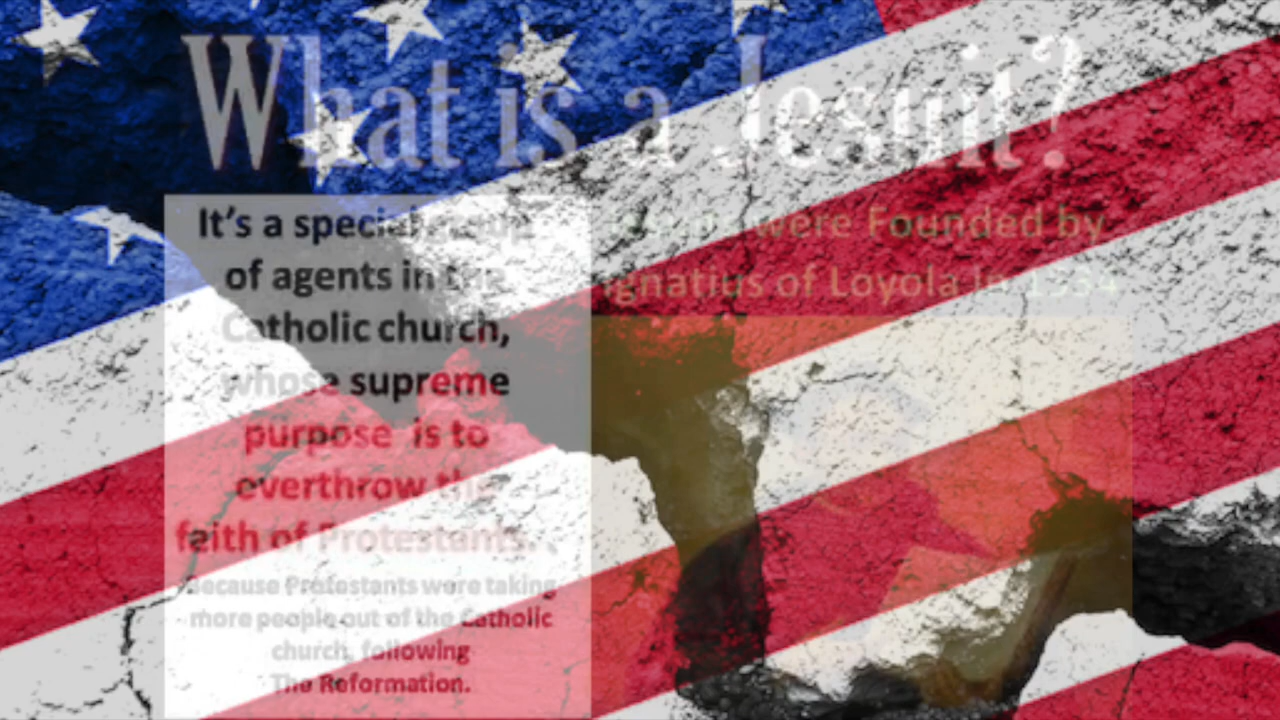 What is a Jesuit?
It's a special group
of agents in the
Catholic church,
whose supreme
purpose is to
overthrow the
faith of Protestants.
Because Protestants were taking
more people out of the Catholic
church, following
The Reformation.
were Founded by
Ignatius of Loyola in 1534